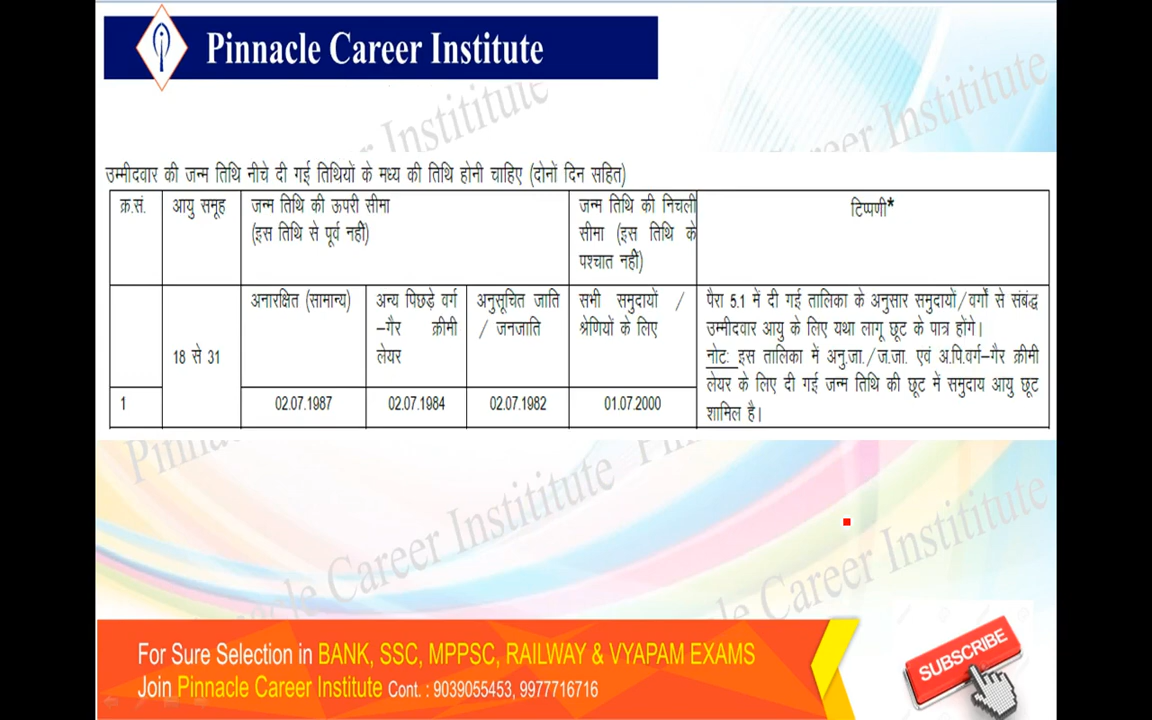 Pinnacle Career Institute
उम्मीदवार की जन्म तिथि नीचे दी गई तिथियों के मध्य की तिथि होनी चाहिए (दोनों दिन सहित)
क्र.सं.
आयु समूह
जन्म तिथि की ऊपरी सीमा
(इस तिथि से पूर्व नहीं)
जन्म तिथि की निचली
सीमा (इस तिथि के
पश्चात नहीं)
टिप्पणी*
18 से 31
अनारक्षित (सामान्य)
अन्य पिछड़े वर्ग
–गैर क्रीमी
लेयर
अनुसूचित जाति
/ जनजाति
सभी समुदायों /
श्रेणियों के लिए
पैरा 5.1 में दी गई तालिका के अनुसार समुदायों/वर्गों से संबंद्ध
उम्मीदवार आयु के लिए यथा लागू छूट के पात्र होंगे।
नोट: इस तालिका में अनु.जा./ज.जा. एवं अ.पि.वर्ग–गैर क्रीमी
लेयर के लिए दी गई जन्म तिथि की छूट में समुदाय आयु छूट
शामिल है।
1
02.07.1987
02.07.1984
02.07.1982
01.07.2000
Pinnacle Career Instititute
For Sure Selection in BANK, SSC, MPPSC, RAILWAY & VYAPAM EXAMS
Join Pinnacle Career Institute Cont. : 9039055453, 9977716716
SUBSCRIBE